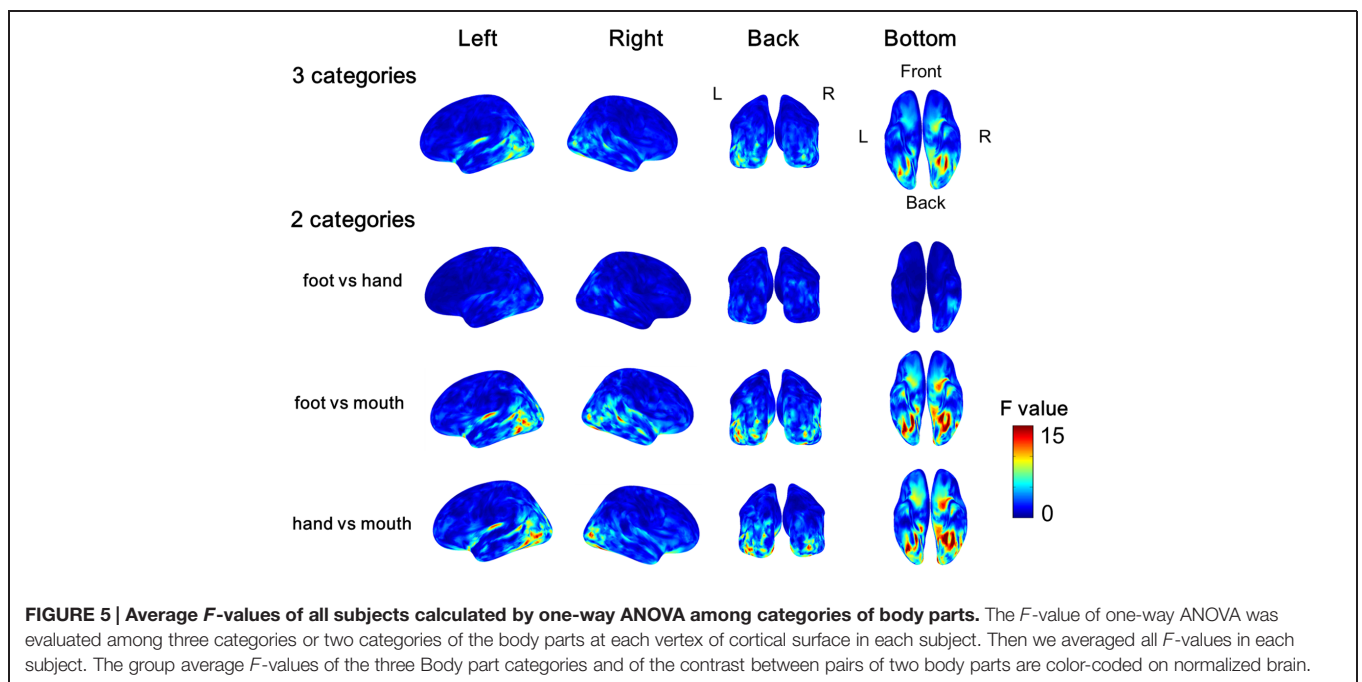 Left Right Back Bottom
3 categories
Front
L R
L R
Back
2 categories
foot vs hand
foot vs mouth
F value
15
0
hand vs mouth
FIGURE 5 | Average F-values of all subjects calculated by one-way ANOVA among categories of body parts. The F-value of one-way ANOVA was
evaluated among three categories or two categories of the body parts at each vertex of cortical surface in each subject. Then we averaged all F-values in each
subject. The group average F-values of the three Body part categories and of the contrast between pairs of two body parts are color-coded on normalized brain.